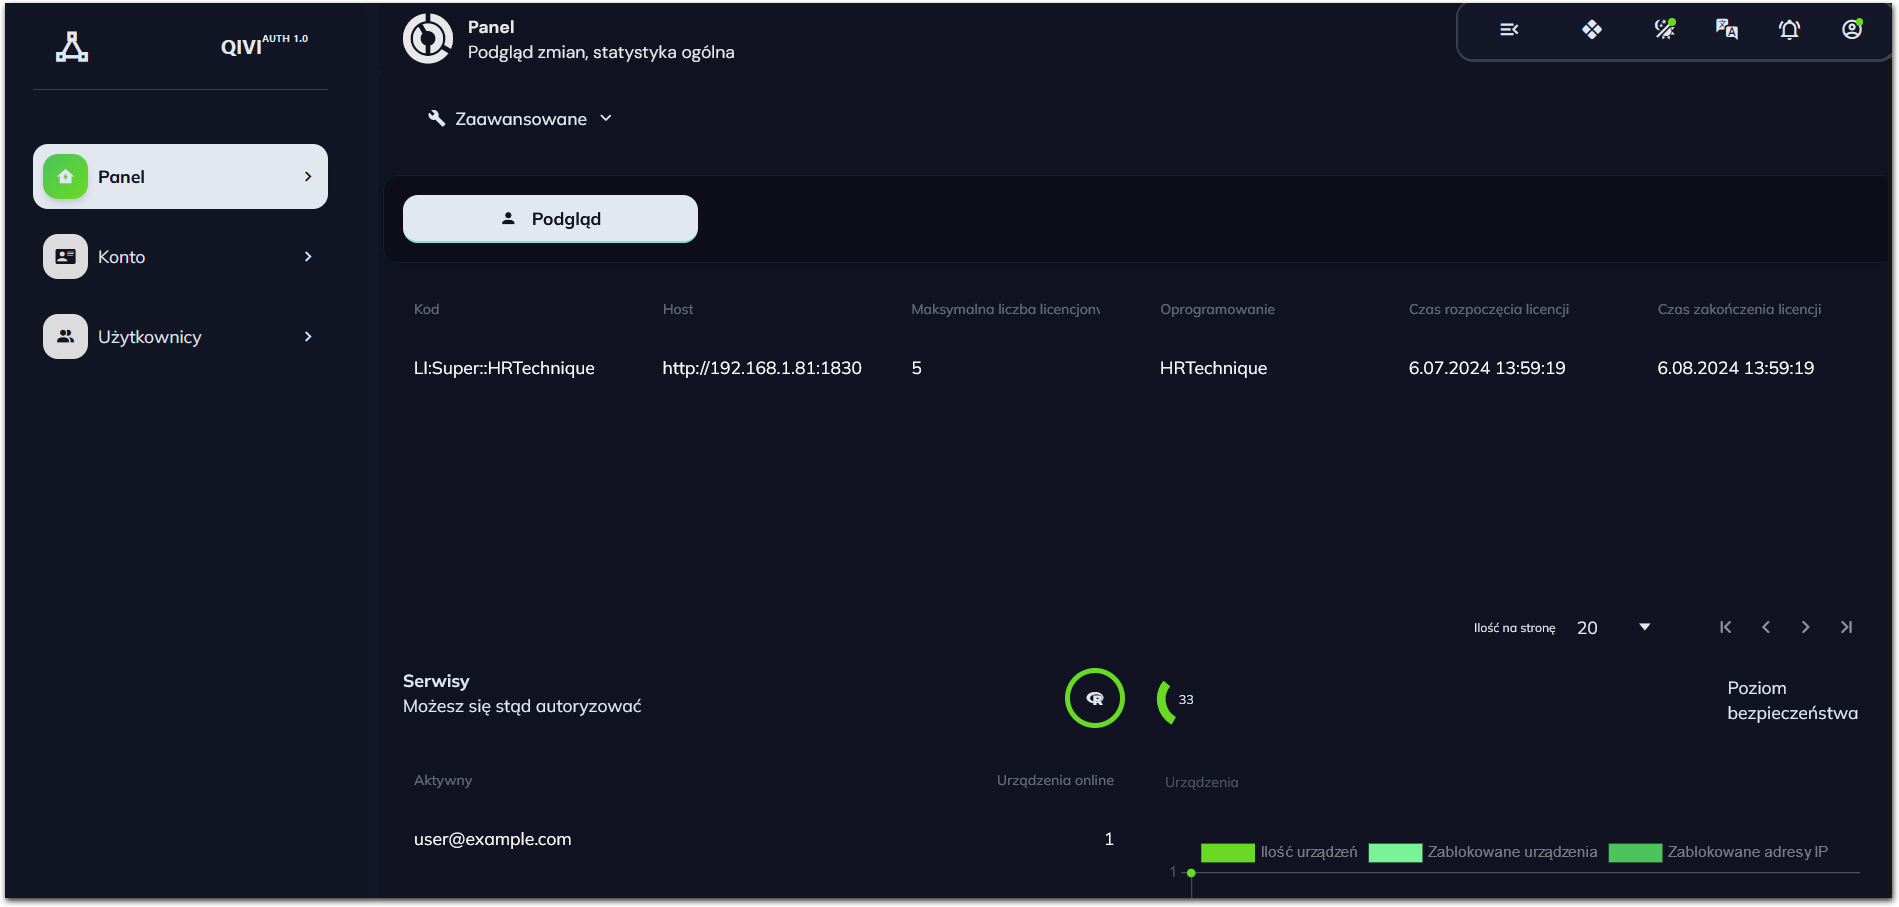 QIVI AUTH 1.0
Panel
Podgląd zmian, statystyka ogólna
Zaawansowane
Panel
Konto
Użytkownicy
Podgląd
Kod Host Maksymalna liczba licencjonw Oprogramowanie Czas rozpoczęcia licencji Czas zakończenia licencji
LI:Super::HRTechnique http://192.168.1.81:1830 5 HRTechnique 6.07.2024 13:59:19 6.08.2024 13:59:19
Ilość na stronę 20
Serwisy
Możesz się stąd autoryzować
R
33
Poziom
bezpieczeństwa
Aktywny Urządzenia online
user@example.com 1
Urządzenia
Ilość urządzeń Zablokowane urządzenia Zablokowane adresy IP
1